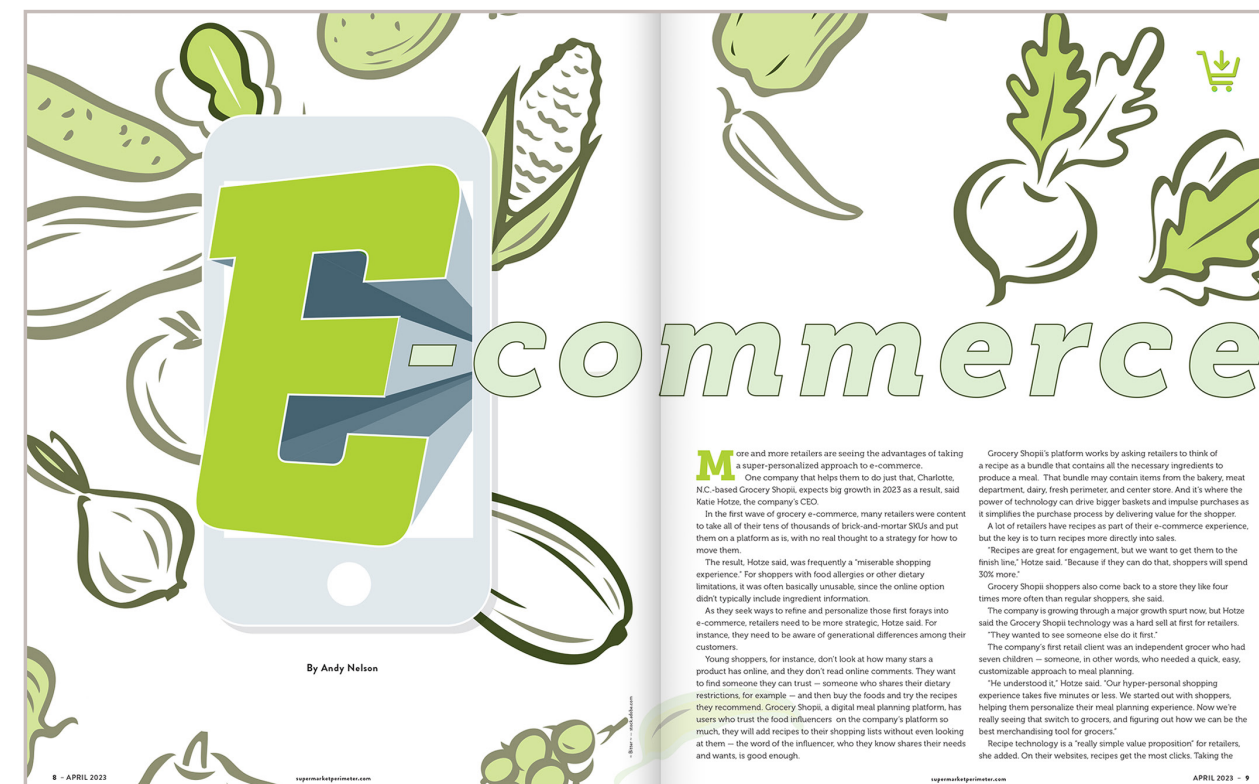 E-commerce
By Andy Nelson
More and more retailers are seeing the advantages of taking
a super-personalized approach to e-commerce.
One company that helps them to do just that, Charlotte,
N.C.-based Grocery Shopii, expects big growth in 2023 as a result, said
Katie Hotze, the company's CEO.
In the first wave of grocery e-commerce, many retailers were content
to take all of their tens of thousands of brick-and-mortar SKUs and put
them on a platform as is, with no real thought to a strategy for how to
move them.
The result, Hotze said, was frequently a "miserable shopping
experience." For shoppers with food allergies or other dietary
limitations, it was often basically unusable, since the online option
didn't typically include ingredient information.
As they seek ways to refine and personalize those first forays into
e-commerce, retailers need to be more strategic, Hotze said. For
instance, they need to be aware of generational differences among their
customers.
Young shoppers, for instance, don't look at how many stars a
product has online, and they don't read online comments. They want
to find someone they can trust — someone who shares their dietary
restrictions, for example — and then buy the foods and try the recipes
they recommend. Grocery Shopii, a digital meal planning platform, has
users who trust the food influencers on the company's platform so
much, they will add recipes to their shopping lists without even looking
at them — the word of the influencer, who they know shares their needs
and wants, is good enough.
Grocery Shopii's platform works by asking retailers to think of
a recipe as a bundle that contains all the necessary ingredients to
produce a meal. That bundle may contain items from the bakery, meat
department, dairy, fresh perimeter, and center store. And it's where the
power of technology can drive bigger baskets and impulse purchases as
it simplifies the purchase process by delivering value for the shopper.
A lot of retailers have recipes as part of their e-commerce experience,
but the key is to turn recipes more directly into sales.
"Recipes are great for engagement, but we want to get them to the
finish line," Hotze said. "Because if they can do that, shoppers will spend
30% more."
Grocery Shopii shoppers also come back to a store they like four
times more often than regular shoppers, she said.
The company is growing through a major growth spurt now, but Hotze
said the Grocery Shopii technology was a hard sell at first for retailers.
"They wanted to see someone else do it first."
The company's first retail client was an independent grocer who had
seven children — someone, in other words, who needed a quick, easy,
customizable approach to meal planning.
"He understood it," Hotze said. "Our hyper-personal shopping
experience takes five minutes or less. We started out with shoppers,
helping them personalize their meal planning experience. Now we're
really seeing that switch to grocers, and figuring out how we can be the
best merchandising tool for grocers."
Recipe technology is a "really simple value proposition" for retailers,
she added. On their websites, recipes get the most clicks. Taking the
8 - APRIL 2023
supermarketperimeter.com
supermarketperimeter.com
APRIL 2023 - 9